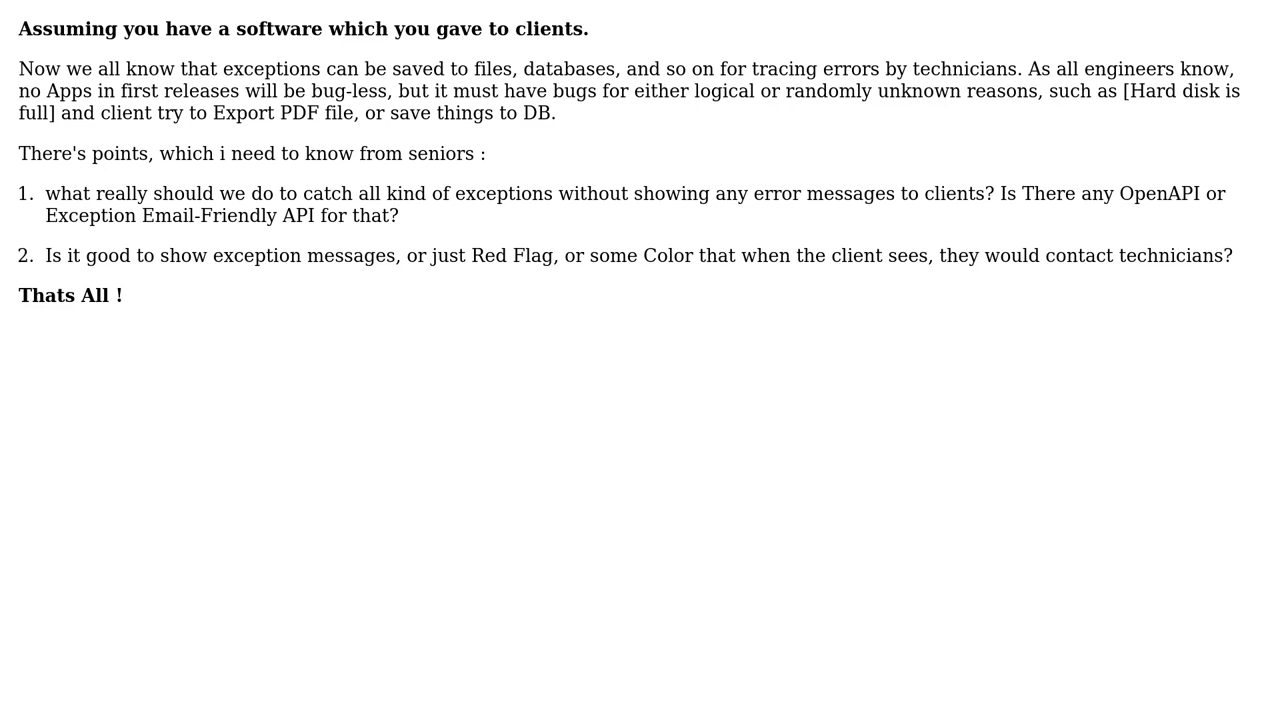 Assuming you have a software which you gave to clients.
Now we all know that exceptions can be saved to files, databases, and so on for tracing errors by technicians. As all engineers know,
no Apps in first releases will be bug-less, but it must have bugs for either logical or randomly unknown reasons, such as [Hard disk is
full] and client try to Export PDF file, or save things to DB.
There's points, which i need to know from seniors :
1. what really should we do to catch all kind of exceptions without showing any error messages to clients? Is There any OpenAPI or
Exception Email-Friendly API for that?
2. Is it good to show exception messages, or just Red Flag, or some Color that when the client sees, they would contact technicians?
Thats All !